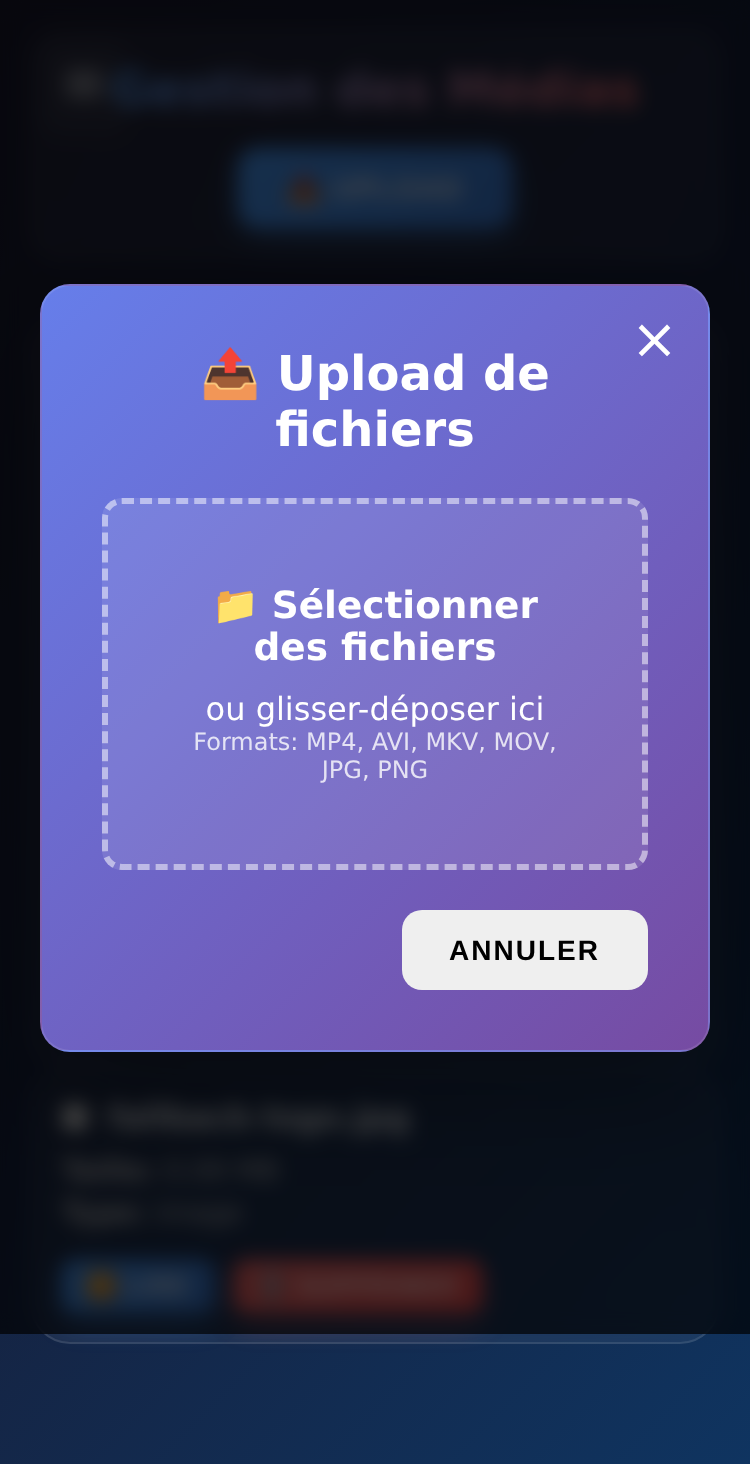 📤 Upload de
fichiers
📁 Sélectionner
des fichiers
ou glisser-déposer ici
Formats: MP4, AVI, MKV, MOV,
JPG, PNG
ANNULER